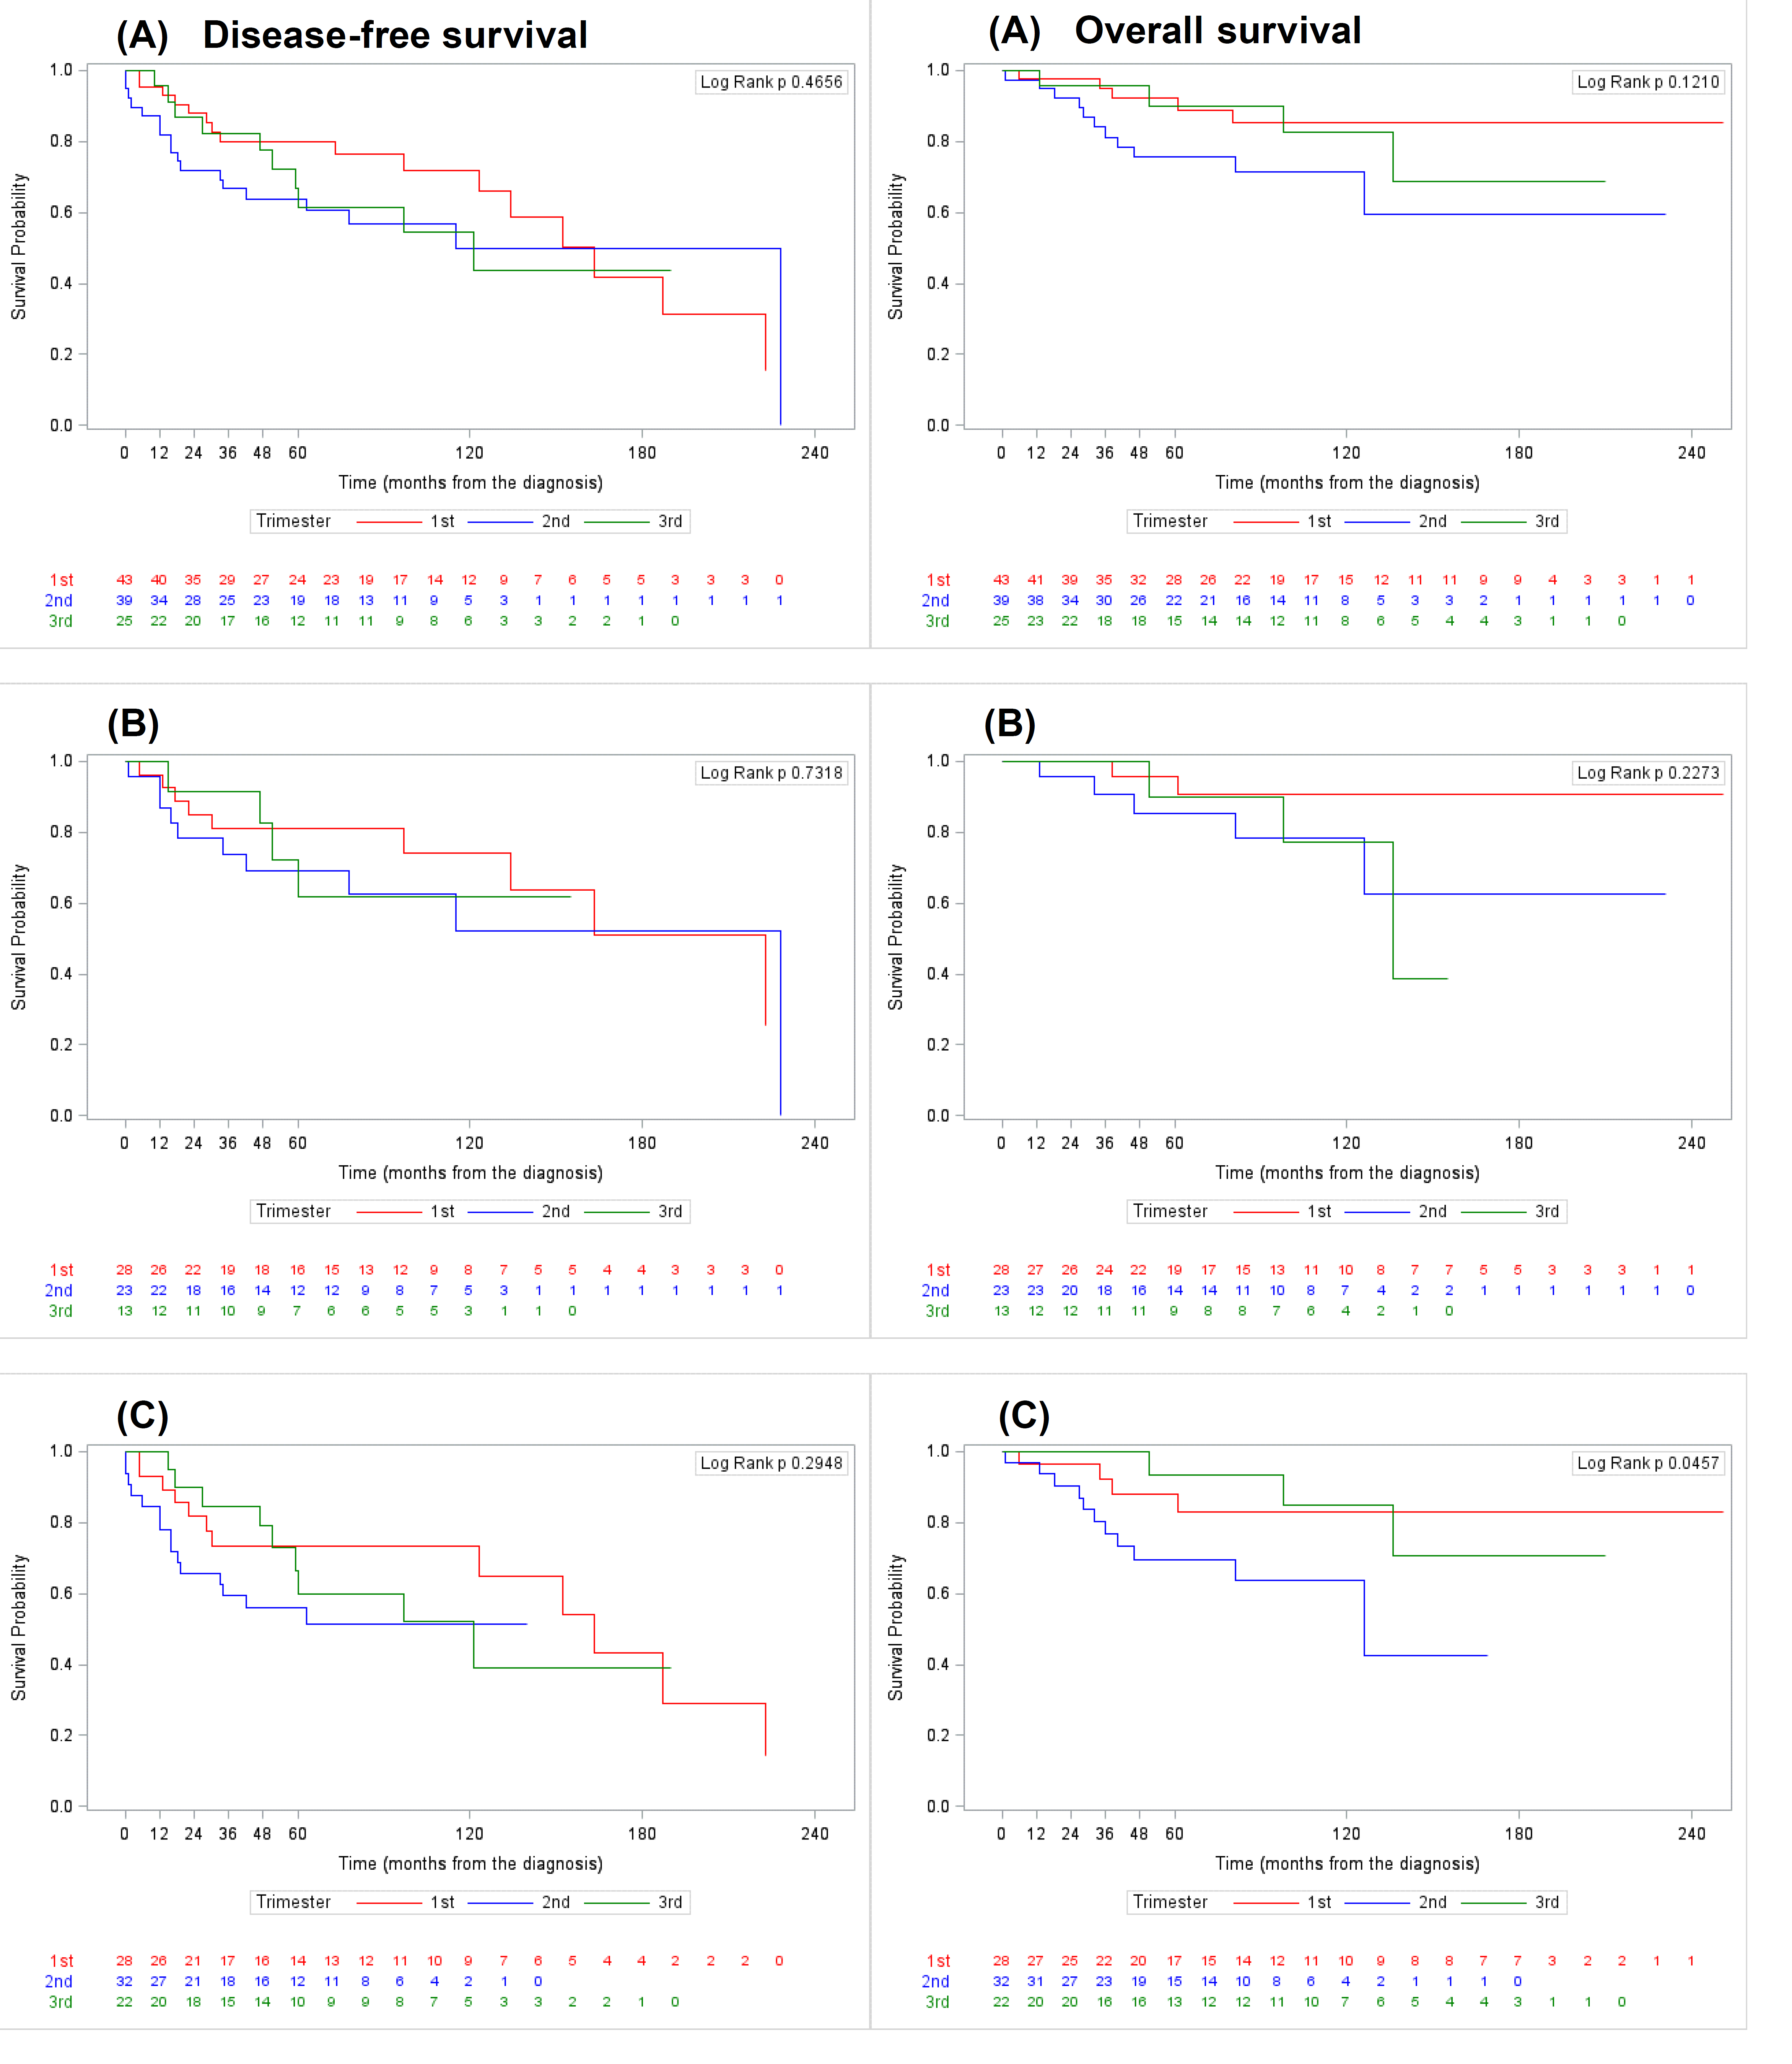 (A) Disease-free survival
Log Rank p 0.4656
1.0
0.8
0.6
0.4
0.2
0.0
Survival Probability
0 12 24 36 48 60 120 180 240
Time (months from the diagnosis)
Trimester 1st 2nd 3rd
1st 43 40 35 29 27 24 23 19 17 14 12 9 7 6 5 5 3 3 3 0
2nd 39 34 28 25 23 19 18 13 11 9 5 3 1 1 1 1 1 1 1 1
3rd 25 22 20 17 16 12 11 11 9 8 6 3 3 2 2 1 0
(A) Overall survival
Log Rank p 0.1210
1.0
0.8
0.6
0.4
0.2
0.0
Survival Probability
0 12 24 36 48 60 120 180 240
Time (months from the diagnosis)
Trimester 1st 2nd 3rd
1st 43 41 39 35 32 28 26 22 19 17 15 12 11 11 9 9 4 3 3 1 1
2nd 39 38 34 30 26 22 21 16 14 11 8 5 3 3 2 1 1 1 1 1 0
3rd 25 23 22 18 18 15 14 14 12 11 8 6 5 4 4 3 1 1 0
(B)
Log Rank p 0.7318
1.0
0.8
0.6
0.4
0.2
0.0
Survival Probability
0 12 24 36 48 60 120 180 240
Time (months from the diagnosis)
Trimester 1st 2nd 3rd
1st 28 26 22 19 18 16 15 13 12 9 8 7 5 5 4 4 3 3 3 0
2nd 23 22 18 16 14 12 12 9 8 7 5 3 1 1 1 1 1 1 1 1
3rd 13 12 11 10 9 7 6 6 5 5 3 1 1 0
(B)
Log Rank p 0.2273
1.0
0.8
0.6
0.4
0.2
0.0
Survival Probability
0 12 24 36 48 60 120 180 240
Time (months from the diagnosis)
Trimester 1st 2nd 3rd
1st 28 27 26 24 22 19 17 15 13 11 10 8 7 7 5 5 3 3 3 1 1
2nd 23 23 20 18 16 14 14 11 10 8 7 4 2 2 1 1 1 1 1 1 0
3rd 13 12 12 11 11 9 8 8 7 6 4 2 1 0
(C)
Log Rank p 0.2948
1.0
0.8
0.6
0.4
0.2
0.0
Survival Probability
0 12 24 36 48 60 120 180 240
Time (months from the diagnosis)
Trimester 1st 2nd 3rd
1st 28 26 21 17 16 14 13 12 11 10 9 7 6 5 4 4 2 2 2 0
2nd 32 27 21 18 16 12 11 8 6 4 2 1 0
3rd 22 20 18 15 14 10 9 9 8 7 5 3 3 2 2 1 0
(C)
Log Rank p 0.0457
1.0
0.8
0.6
0.4
0.2
0.0
Survival Probability
0 12 24 36 48 60 120 180 240
Time (months from the diagnosis)
Trimester 1st 2nd 3rd
1st 28 27 25 22 20 17 15 14 12 11 10 9 8 8 7 7 3 2 2 1 1
2nd 32 31 27 23 19 15 14 10 8 6 4 2 1 1 1 0
3rd 22 20 20 16 16 13 12 12 11 10 7 6 5 4 4 3 1 1 0